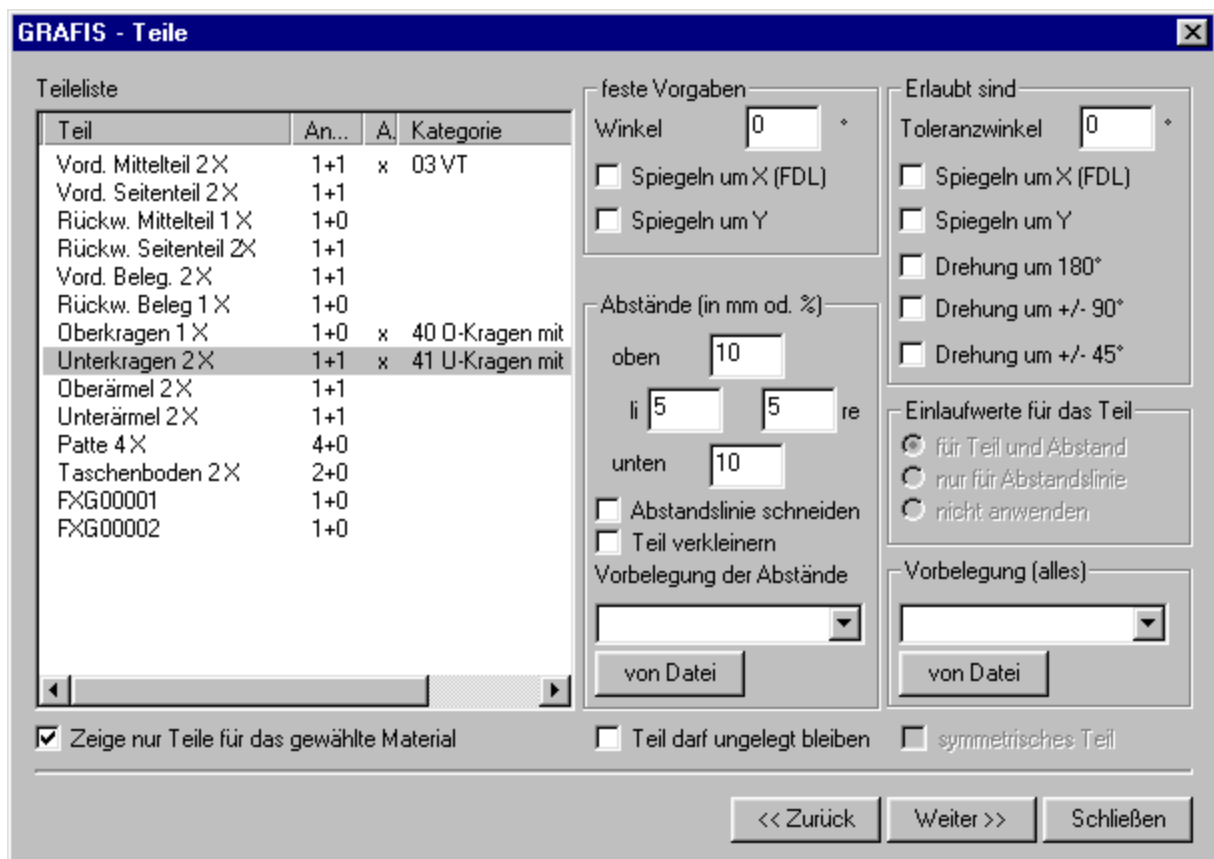 GRAFIS - Teile
Teileliste
Teil An... A. Kategorie
Vord. Mittelteil 2X 1+1 x 03 VT
Vord. Seitenteil 2X 1+1
Rückw. Mittelteil 1X 1+0
Rückw. Seitenteil 2X 1+1
Vord. Beleg. 2X 1+1
Rückw. Beleg 1X 1+0
Oberkragen 1X 1+0 x 40 O-Kragen mit
Unterkragen 2X 1+1 x 41 U-Kragen mit
Oberärmel 2X 1+1
Unterärmel 2X 1+1
Patte 4X 4+0
Taschenboden 2X 2+0
FXG00001 1+0
FXG00002 1+0
Zeige nur Teile für das gewählte Material
feste Vorgaben
Winkel 0 °
Spiegeln um X (FDL)
Spiegeln um Y
Abstände (in mm od. %)
oben 10
li 5 5 re
unten 10
Abstandslinie schneiden
Teil verkleinern
Vorbelegung der Abstände
von Datei
Teil darf ungelegt bleiben
Erlaubt sind
Toleranzwinkel 0 °
Spiegeln um X (FDL)
Spiegeln um Y
Drehung um 180°
Drehung um +/- 90°
Drehung um +/- 45°
Einlaufwerte für das Teil
für Teil und Abstand
nur für Abstandslinie
nicht anwenden
Vorbelegung (alles)
von Datei
symmetrisches Teil
<< Zurück Weiter >> Schließen